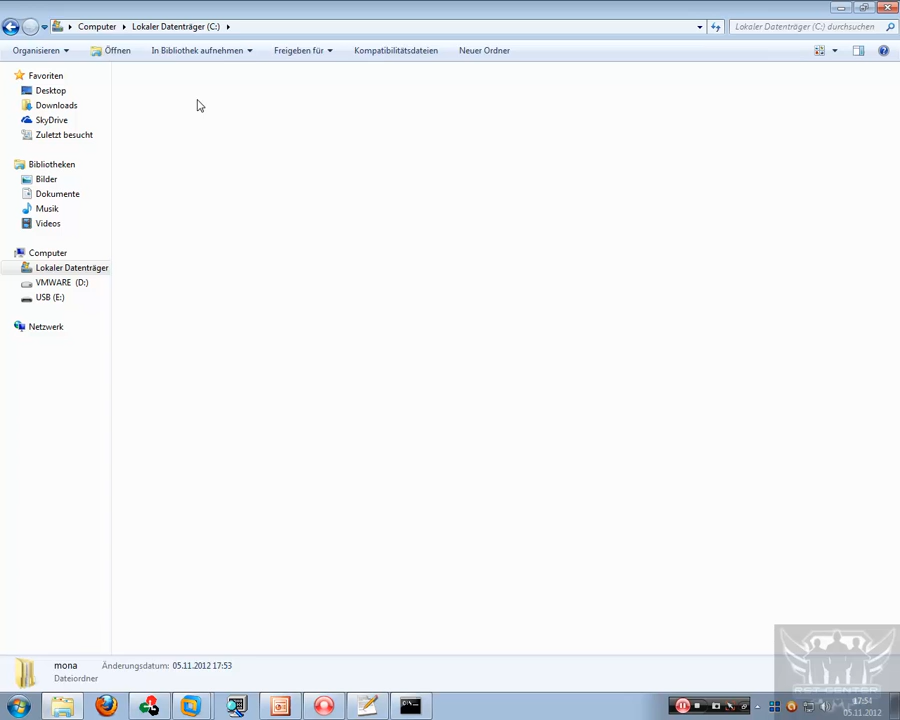 Computer Lokaler Datenträger (C:) Lokaler Datenträger (C:) durchsuchen
Organisieren Öffnen In Bibliothek aufnehmen Freigeben für Kompatibilitätsdateien Neuer Ordner
Favoriten
Desktop
Downloads
SkyDrive
Zuletzt besucht
Bibliotheken
Bilder
Dokumente
Musik
Videos
Computer
Lokaler Datenträger
VMWARE (D:)
USB (E:)
Netzwerk
mona Änderungsdatum: 05.11.2012 17:53
Dateiordner
17:54
05.11.2012